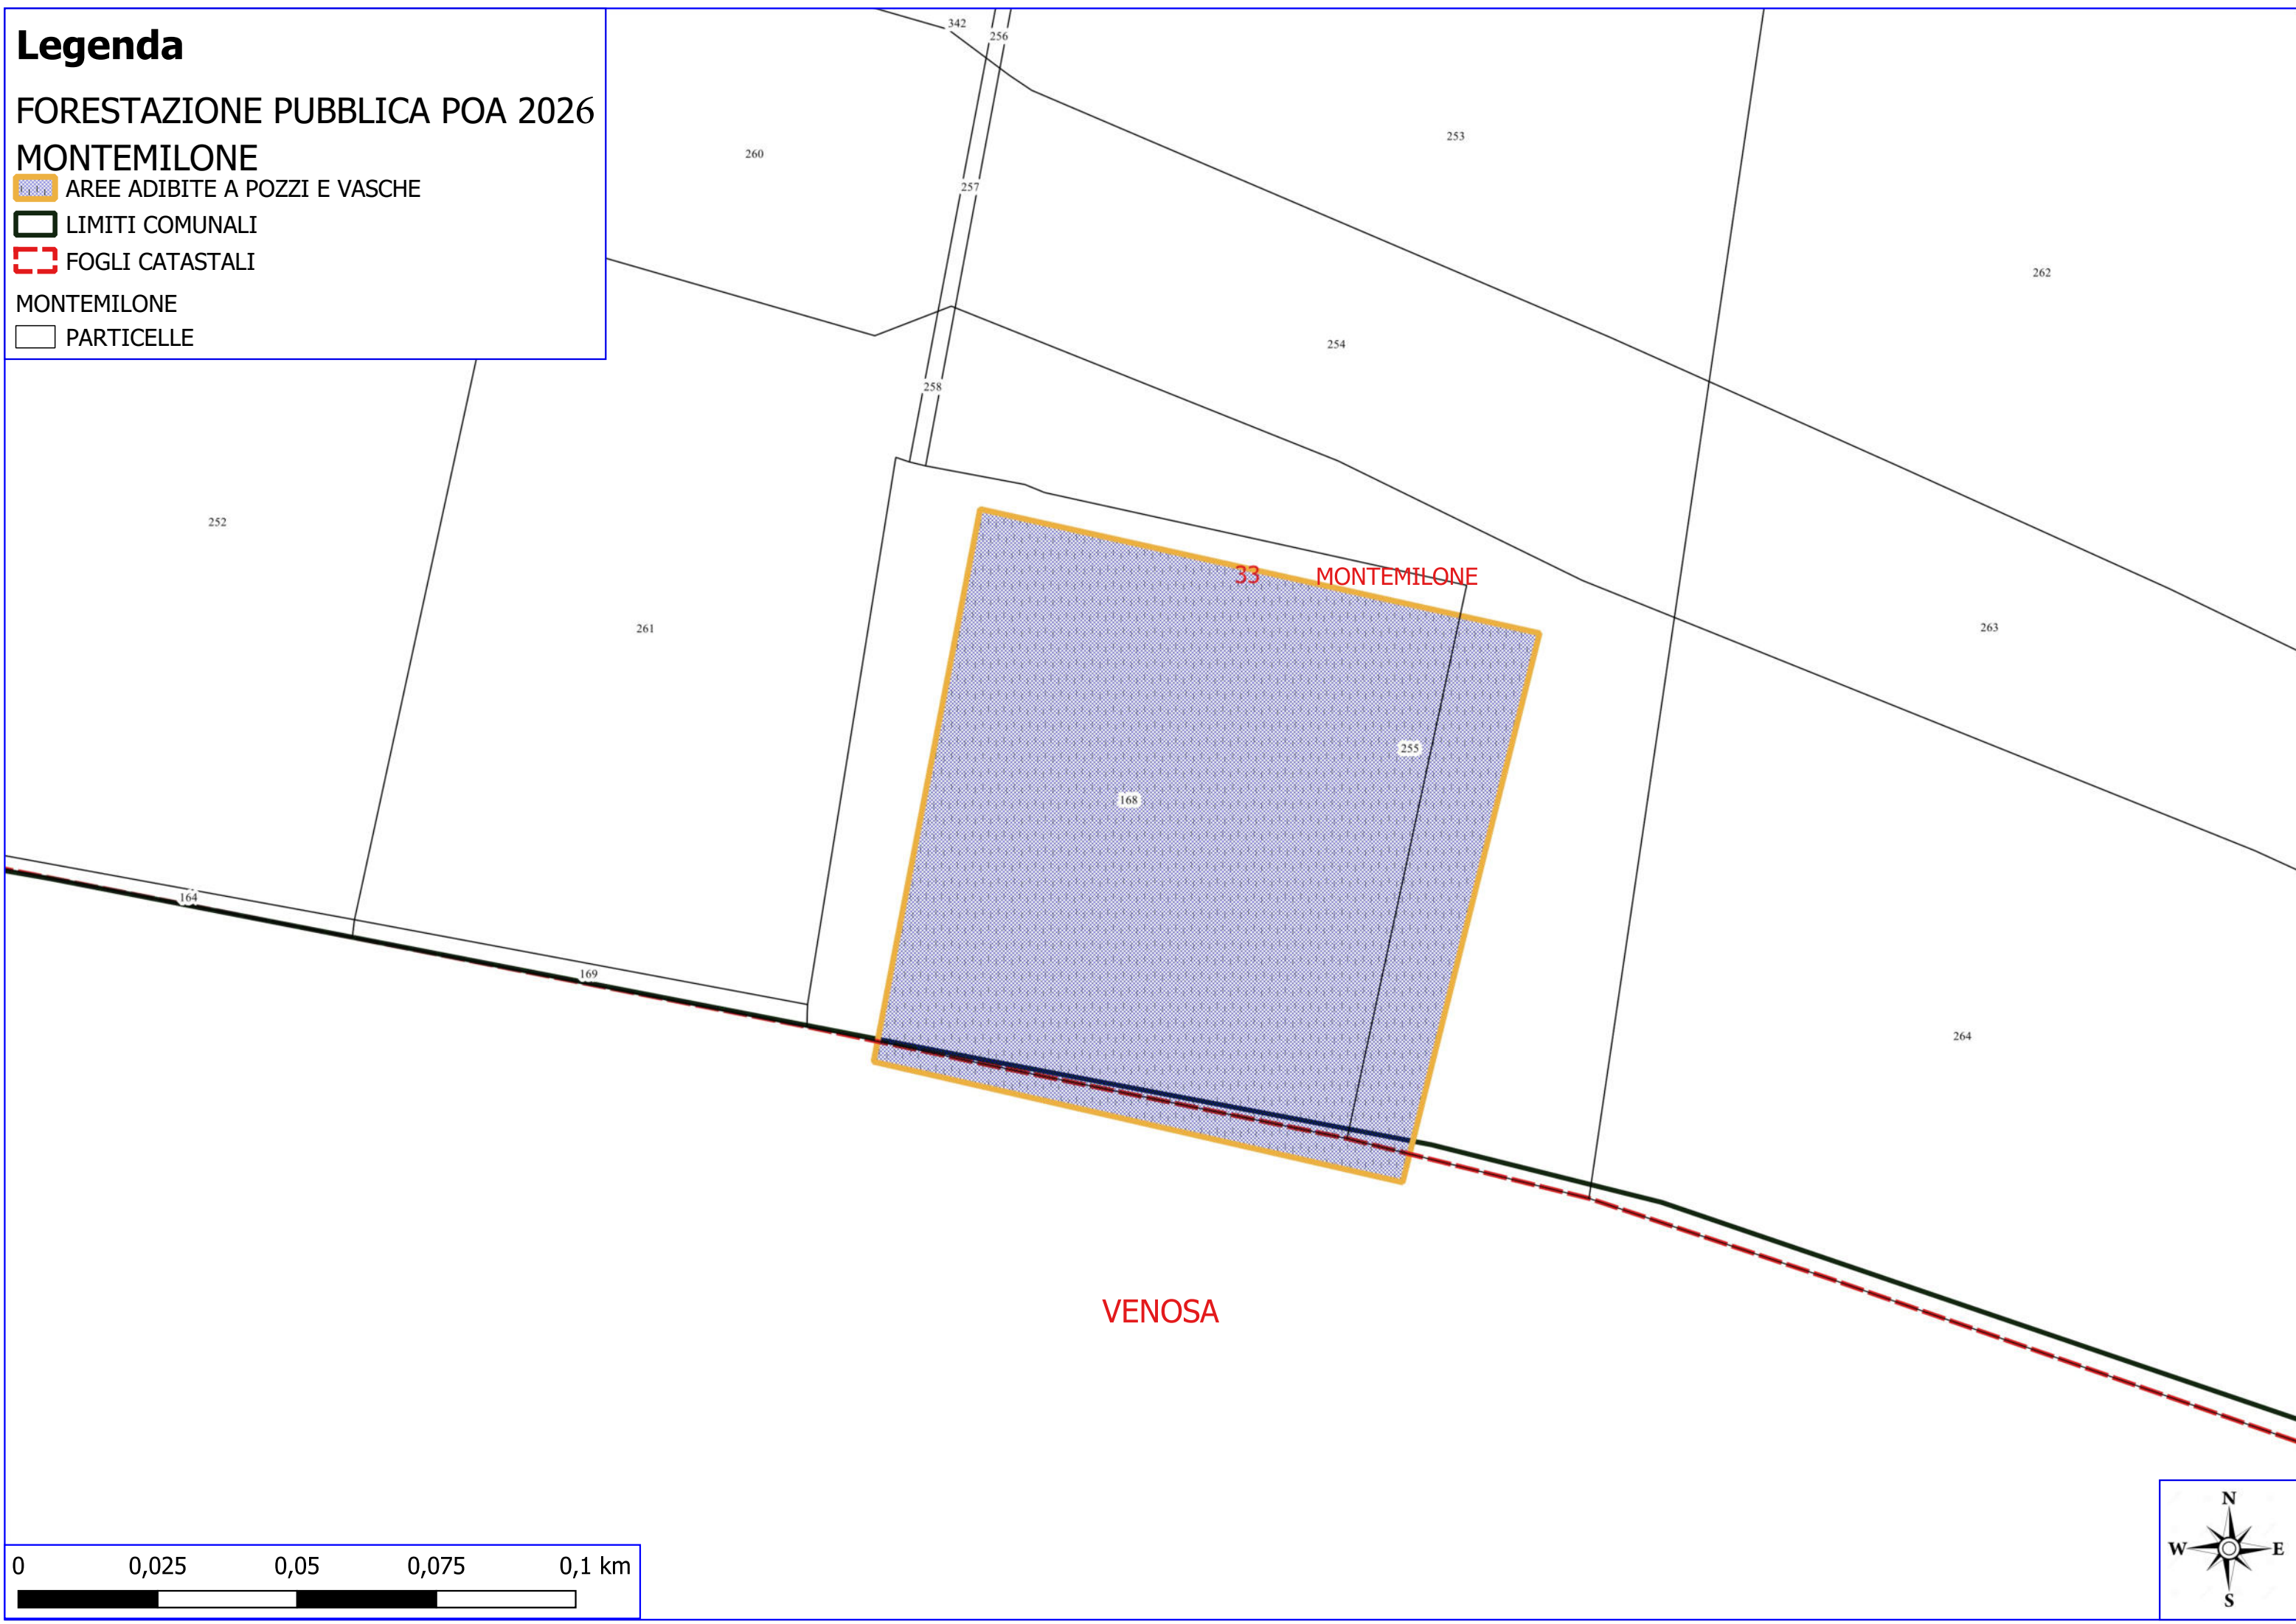 Legenda
FORESTAZIONE PUBBLICA POA 2026
MONTEMILONE
AREE ADIBITE A POZZI E VASCHE
LIMITI COMUNALI
FOGLI CATASTALI
MONTEMILONE
PARTICELLE
342
256
253
260
257
262
254
258
252
33 MONTEMILONE
261
263
255
168
164
169
264
VENOSA
0 0,025 0,05 0,075 0,1 km
N
W E
S